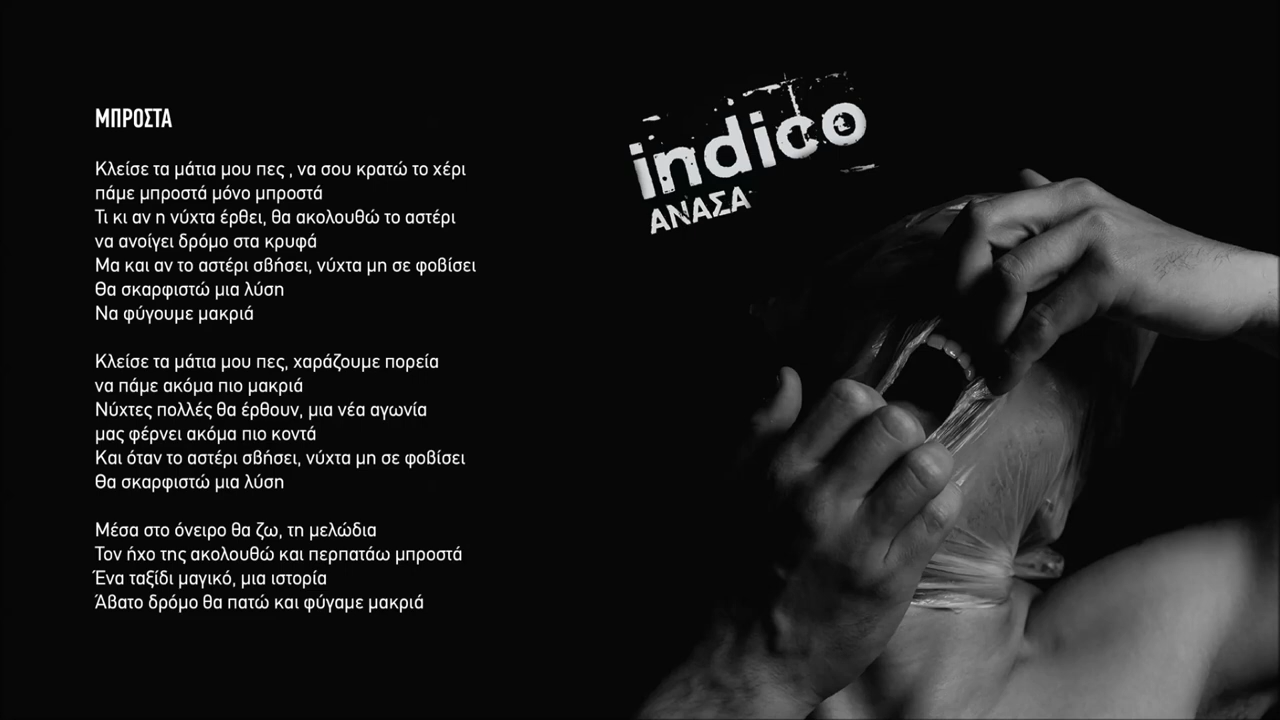 ΜΠΡΟΣΤΑ
Κλείσε τα μάτια μου πες , να σου κρατώ το χέρι
πάμε μπροστά μόνο μπροστά
Τι κι αν η νύχτα έρθει, θα ακολουθώ το αστέρι
να ανοίγει δρόμο στα κρυφά
Μα και αν το αστέρι σβήσει, νύχτα μη σε φοβίσει
θα σκαρφιστώ μια λύση
Να φύγουμε μακριά
Κλείσε τα μάτια μου πες, χαράζουμε πορεία
να πάμε ακόμα πιο μακριά
Νύχτες πολλές θα έρθουν, μια νέα αγωνία
μας φέρνει ακόμα πιο κοντά
Και όταν το αστέρι σβήσει, νύχτα μη σε φοβίσει
θα σκαρφιστώ μια λύση
Μέσα στο όνειρο θα ζω, τη μελώδια
Τον ήχο της ακολουθώ και περπατάω μπροστά
Ένα ταξίδι μαγικό, μια ιστορία
Άβατο δρόμο θα πατώ και φύγαμε μακριά
indico
ΑΝΑΣΑ